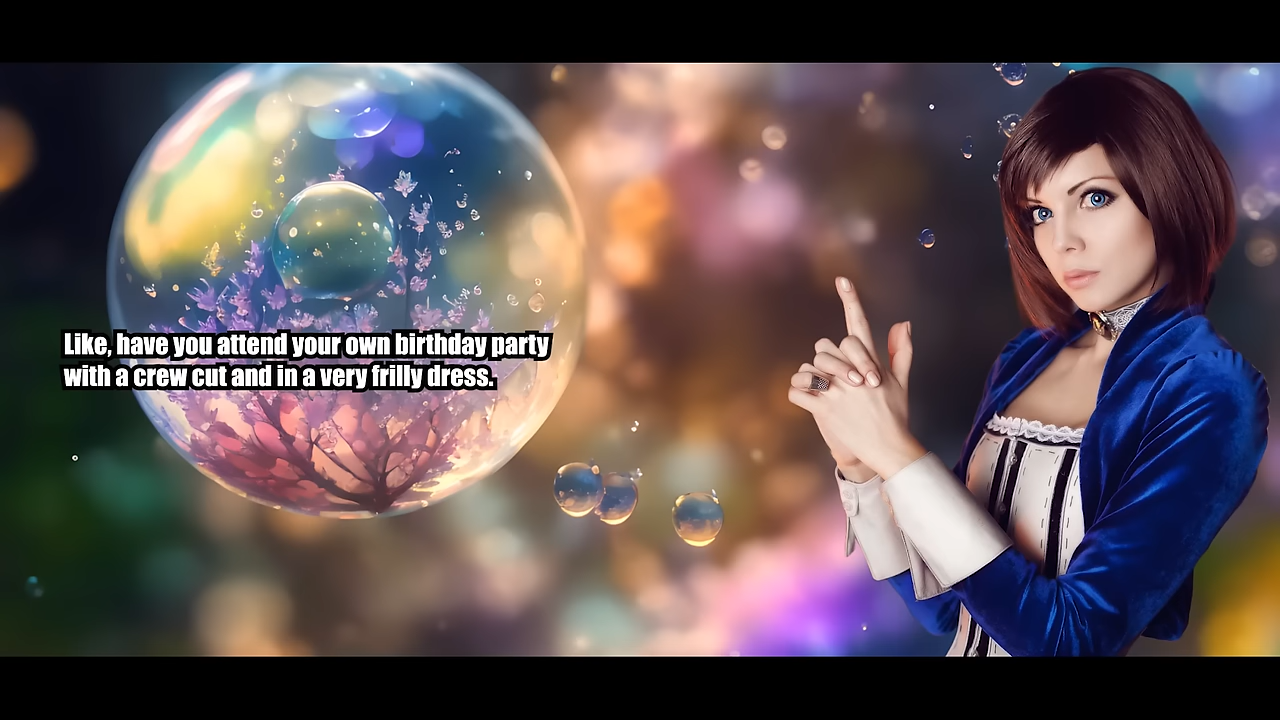 Like, have you attend your own birthday party
with a crew cut and in a very frilly dress.